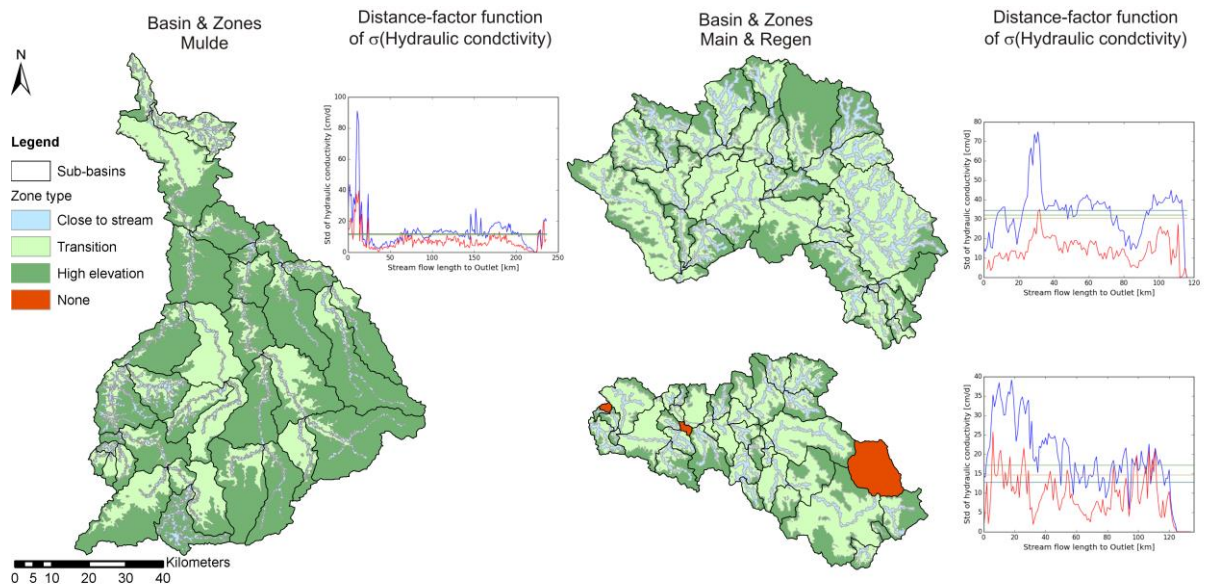 Basin & Zones
Mulde
Distance-factor function
of σ(Hydraulic condctivity)
Basin & Zones
Main & Regen
Distance-factor function
of σ(Hydraulic condctivity)
N
Legend
Sub-basins
Zone type
Close to stream
Transition
High elevation
None
Std of hydraulic conductivity [cm/d]
100
80
60
40
20
0
0 50 100 150 200 250
Stream flow length to Outlet [km]
Std of hydraulic conductivity [cm/d]
80
70
60
50
40
30
20
10
0
0 20 40 60 80 100 120
Stream flow length to Outlet [km]
Std of hydraulic conductivity [cm/d]
40
35
30
25
20
15
10
5
0
0 20 40 60 80 100 120
Stream flow length to Outlet [km]
Kilometers
0 5 10 20 30 40